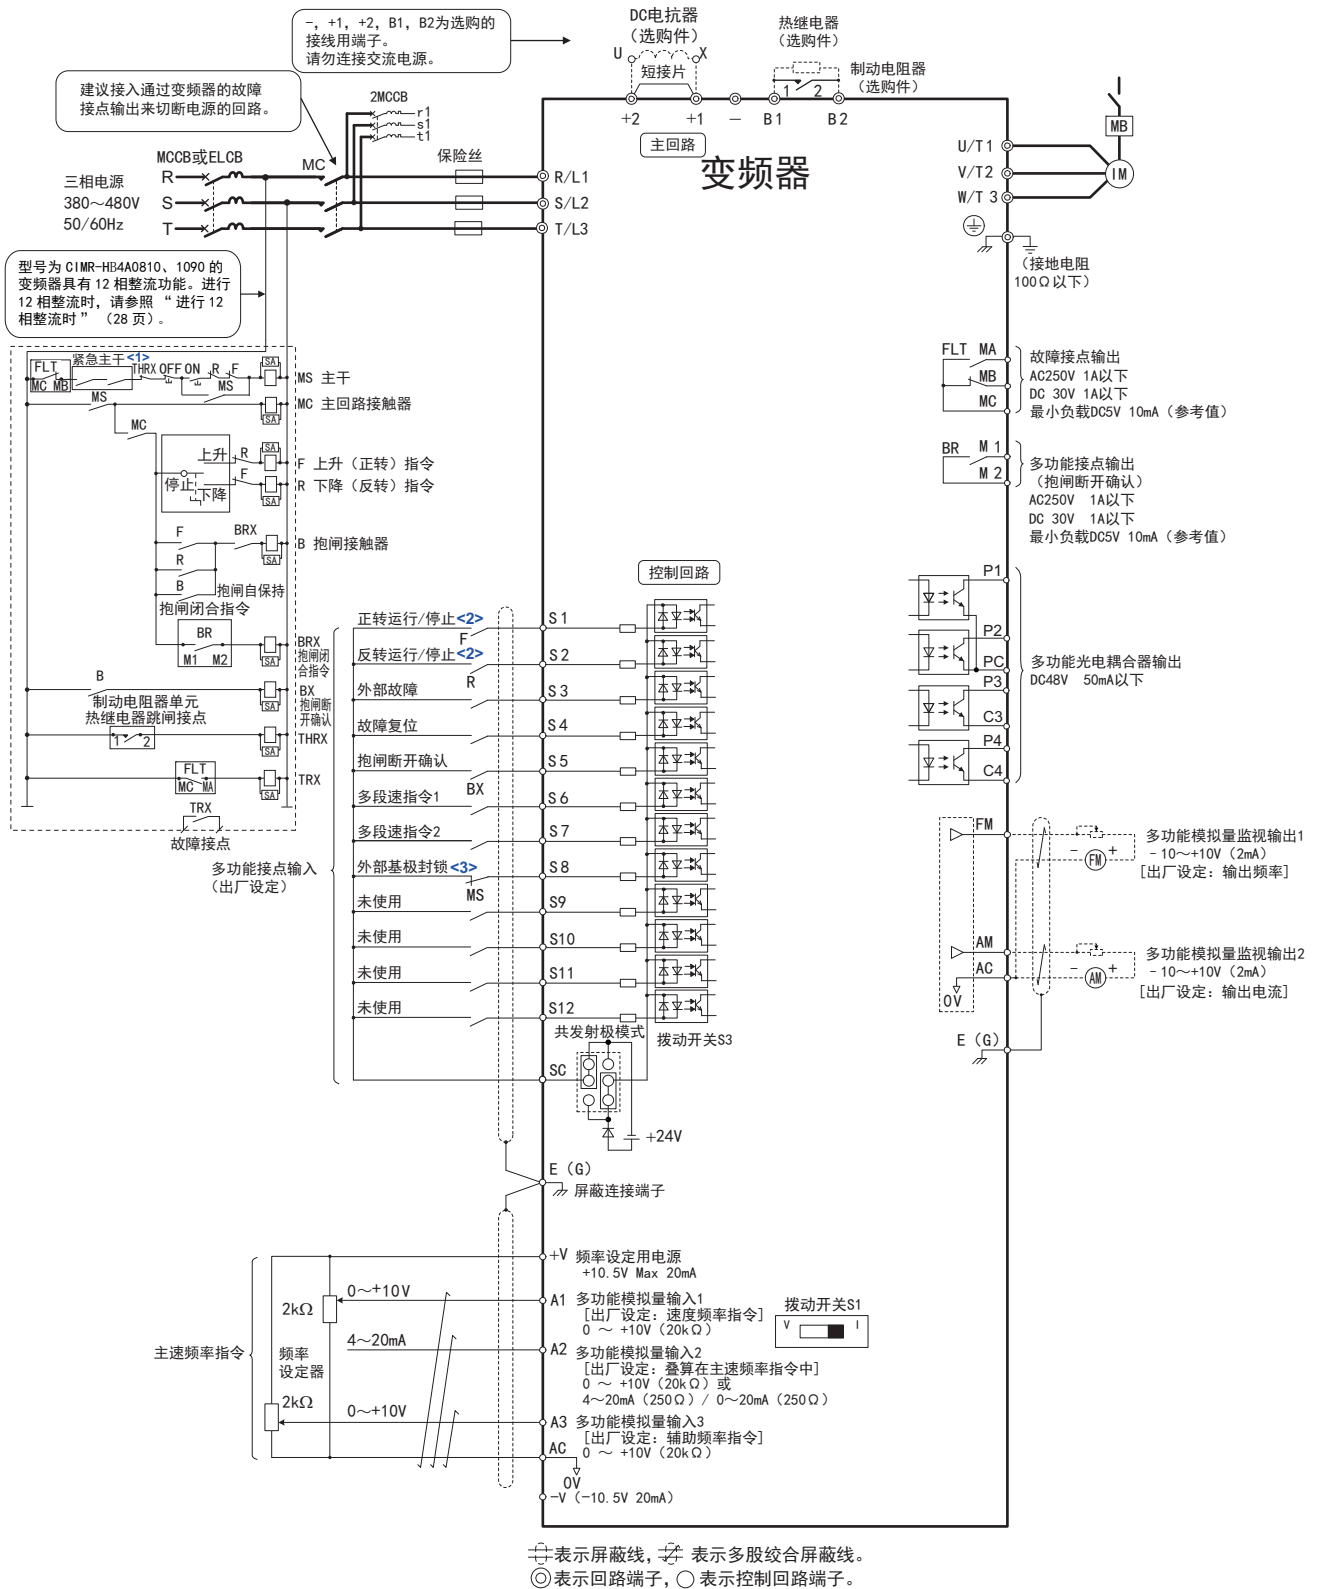 －，+1，+2，B1，B2为选购的
接线用端子。
请勿连接交流电源。
DC电抗器
（选购件）
U X
短接片
热继电器
（选购件）
制动电阻器
（选购件）
1 2
+2 +1 － B1 B2
主回路
变频器
建议接入通过变频器的故障
接点输出来切断电源的回路。
2MCCB
r1
s1
t1
MCCB或ELCB
MC
保险丝
三相电源
380～480V
50/60Hz
R
S
T
R/L1
S/L2
T/L3
U/T1
V/T2
W/T 3
MB
IM
（接地电阻
100Ω以下）
型号为 CIMR-HB4A0810、1090 的
变频器具有 12 相整流功能。进行
12 相整流时，请参照 “ 进行 12
相整流时 ” （28 页）。
FLT
MC MB
紧急主干<1>
THRX OFF ON R F
MS
SA
MS 主干
MS
SA
MC 主回路接触器
MC
上升
停止
下降
R
F
SA
F 上升（正转）指令
R 下降（反转）指令
SA
F
R
B
BRX
SA
B 抱闸接触器
抱闸自保持
抱闸闭合指令
BR
M1 M2
SA
BRX
抱闸闭
合指令
B
SA
BX
抱闸断
开确认
制动电阻器单元
热继电器跳闸接点
1 2
SA
THRX
FLT
MC MA
SA
TRX
TRX
故障接点
FLT MA
MB
MC
故障接点输出
AC250V 1A以下
DC 30V 1A以下
最小负载DC5V 10mA（参考值）
BR M 1
M 2
多功能接点输出
（抱闸断开确认）
AC250V 1A以下
DC 30V 1A以下
最小负载DC5V 10mA（参考值）
P1
P2
PC
P3
C3
P4
C4
多功能光电耦合器输出
DC48V 50mA以下
控制回路
多功能接点输入
（出厂设定）
正转运行/停止<2>
F
S 1
反转运行/停止<2>
R
S 2
外部故障
S 3
故障复位
S 4
抱闸断开确认
BX
S 5
多段速指令1
S 6
多段速指令2
S 7
外部基极封锁<3>
MS
S 8
未使用
S9
未使用
S10
未使用
S11
未使用
S12
共发射极模式
拨动开关S3
SC
+24V
E（G）
屏蔽连接端子
FM
－ +
FM
多功能模拟量监视输出1
－10～+10V（2mA）
[出厂设定：输出频率]
AM
AC
0V
－ +
AM
多功能模拟量监视输出2
－10～+10V（2mA）
[出厂设定：输出电流]
E（G）
主速频率指令
2kΩ
频率
设定器
2kΩ
0～+10V
4～20mA
0～+10V
+V 频率设定用电源
+10.5V Max 20mA
A1 多功能模拟量输入1
[出厂设定：速度频率指令]
0 ～ +10V（20kΩ）
拨动开关S1
V I
A2 多功能模拟量输入2
[出厂设定：叠算在主速频率指令中]
0 ～ +10V（20kΩ）或
4～20mA（250Ω）/ 0～20mA（250Ω）
A3 多功能模拟量输入3
[出厂设定：辅助频率指令]
0 ～ +10V（20kΩ）
AC
0V
－V（－10.5V 20mA）
表示屏蔽线，表示多股绞合屏蔽线。
表示回路端子，表示控制回路端子。